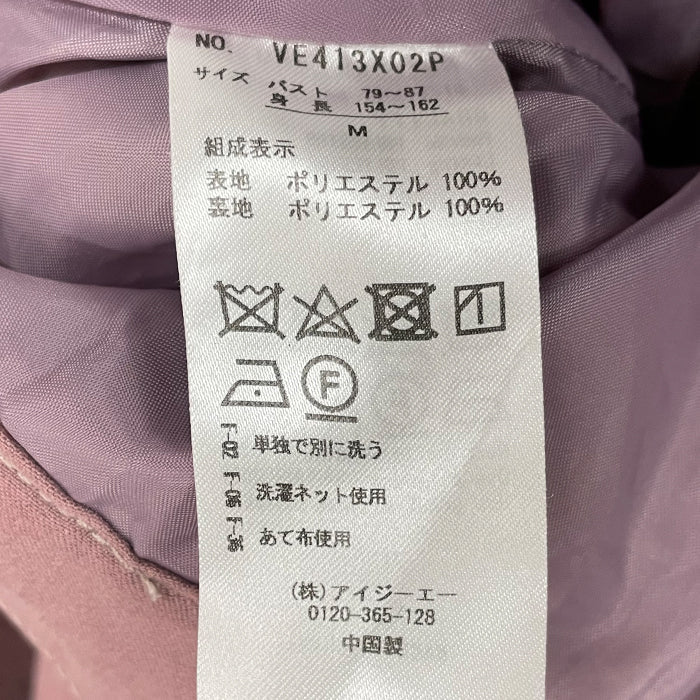 NO. VE413X02P
サイズ バスト 79〜87
身長 154〜162
M
組成表示
表地 ポリエステル 100%
裏地 ポリエステル 100%
F
F-02 単独で別に洗う
F-06 洗濯ネット使用
F-36 あて布使用
(株)アイジーエー
0120-365-128
中国製